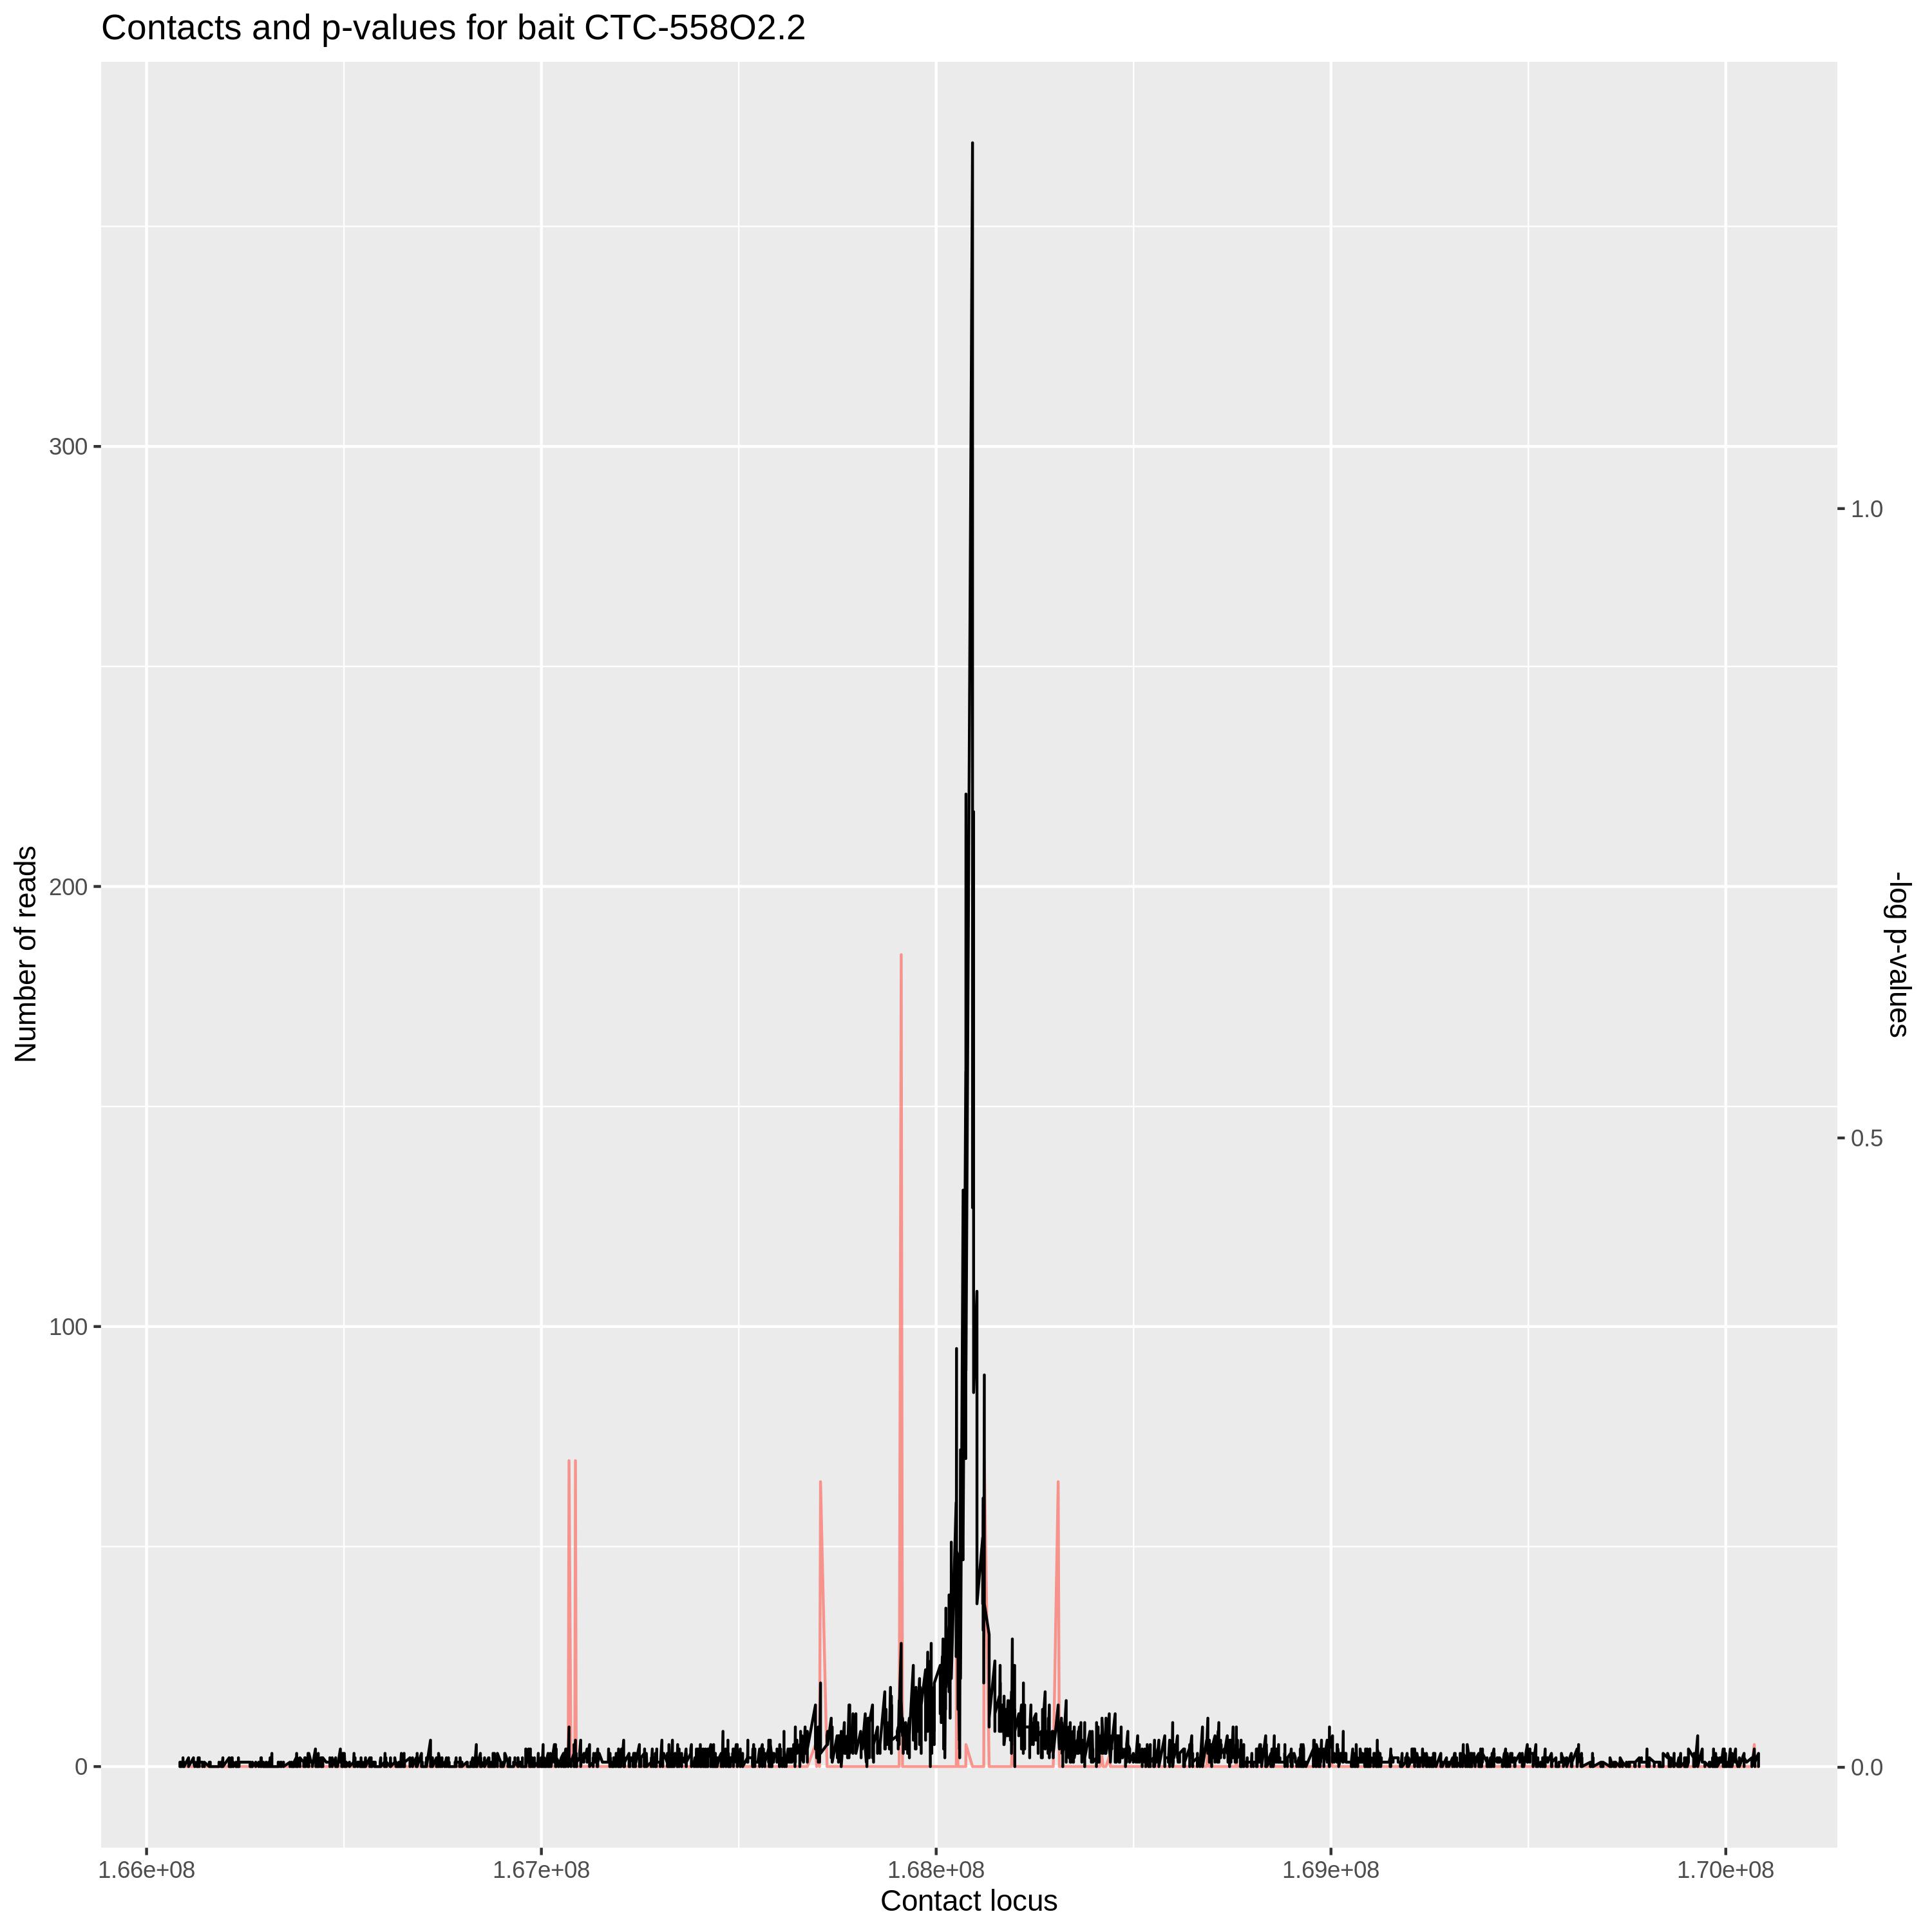 Contacts and p-values for bait CTC-558O2.2
Number of reads
300
200
100
0
1.0
0.5
0.0
-log p-values
1.66e+08
1.67e+08
1.68e+08
1.69e+08
1.70e+08
Contact locus